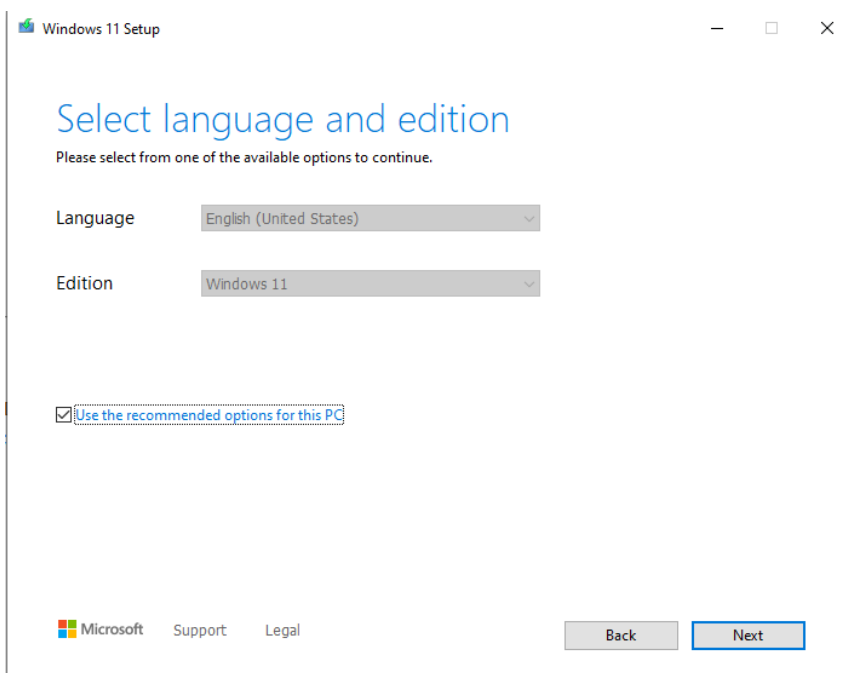 Windows 11 Setup
Select language and edition
Please select from one of the available options to continue.
Language English (United States)
Edition Windows 11
Use the recommended options for this PC
Microsoft Support Legal Back Next